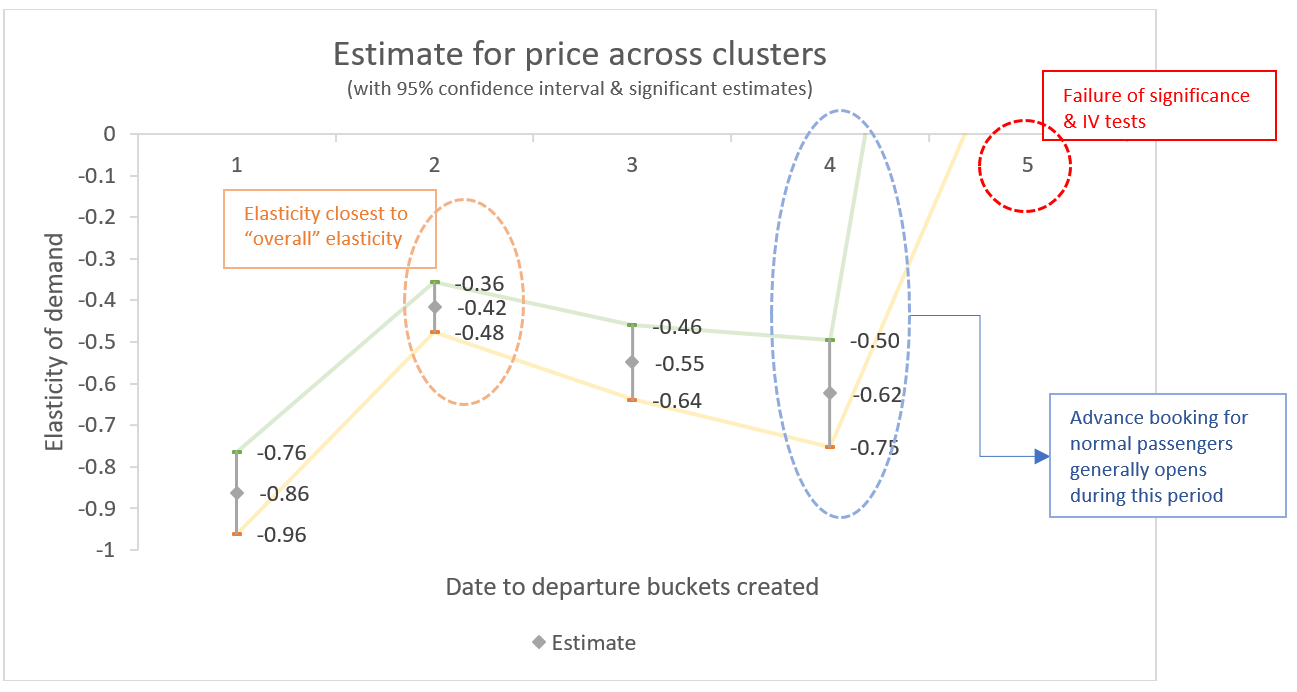 Estimate for price across clusters
(with 95% confidence interval & significant estimates)
Failure of significance
& IV tests
0
1
2
3
4
5
-0.1
-0.2
-0.3
-0.4
-0.5
-0.6
-0.7
-0.8
-0.9
-1
Elasticity of demand
Elasticity closest to
“overall” elasticity
-0.76
-0.86
-0.96
-0.36
-0.42
-0.48
-0.46
-0.55
-0.64
-0.50
-0.62
-0.75
Advance booking for
normal passengers
generally opens
during this period
Date to departure buckets created
Estimate